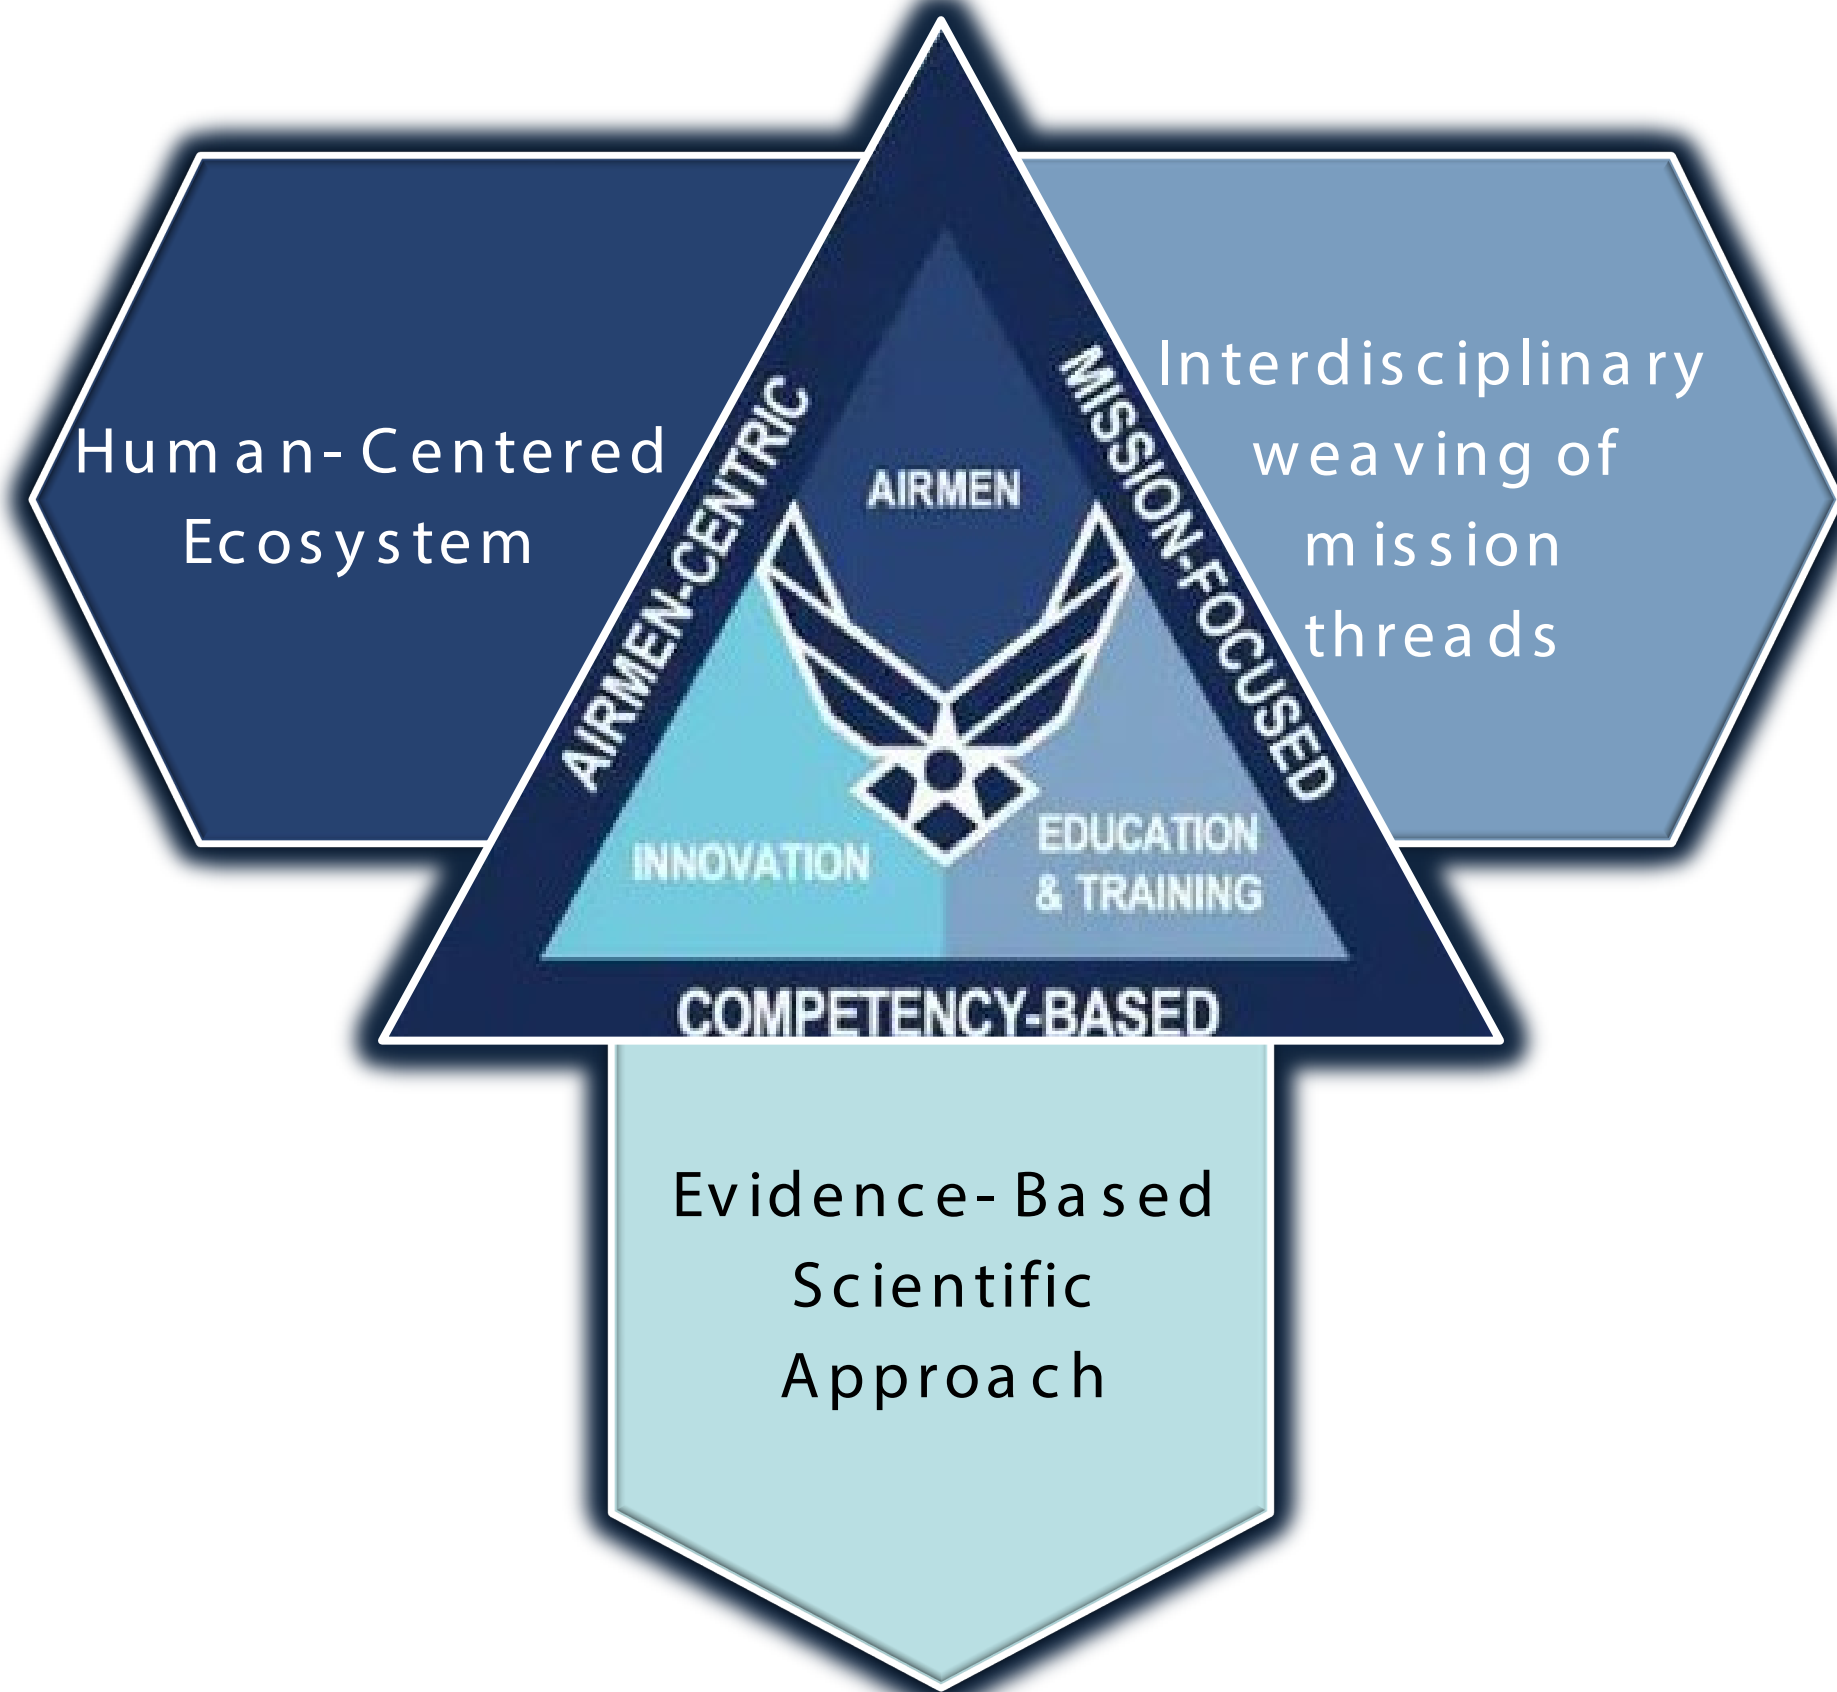 Human-Centered
Ecosystem
AIRMEN-CENTRIC
AIRMEN
MISSION-FOCUSED
INNOVATION
EDUCATION
& TRAINING
COMPETENCY-BASED
Interdisciplinary
weaving of
mission
threads
Evidence-Based
Scientific
Approach